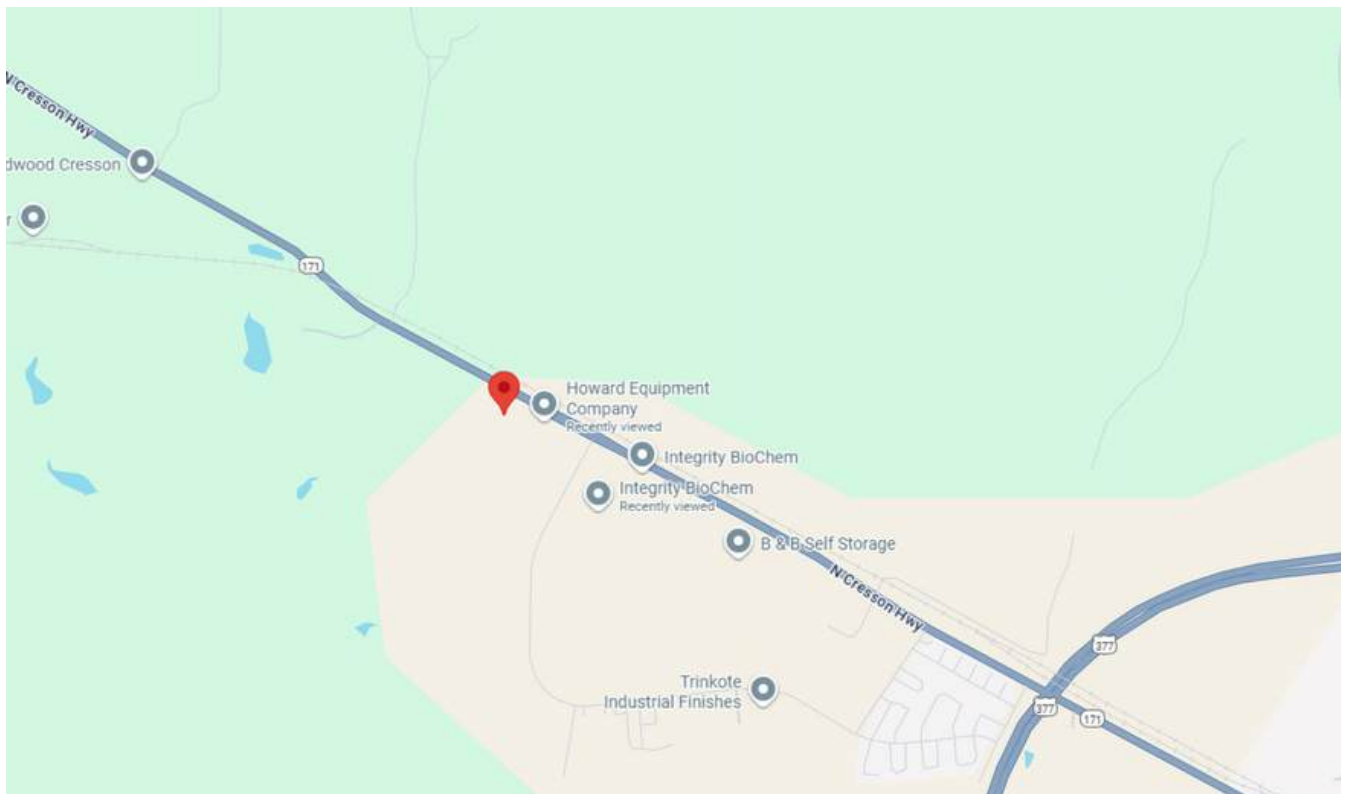 N Cresson Hwy
dwood Cresson
r
171
Howard Equipment
Company
Recently viewed
Integrity BioChem
Integrity BioChem
Recently viewed
B & B Self Storage
N Cresson Hwy
377
Trinkote
Industrial Finishes
377
171